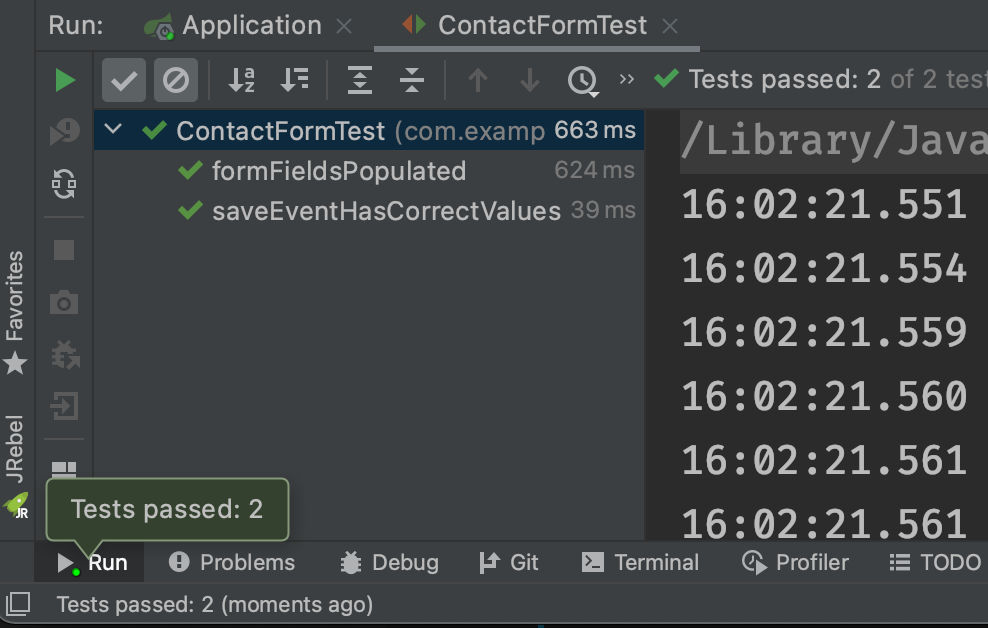 Run: Application ContactFormTest
Tests passed: 2 of 2 test
ContactFormTest (com.examp 663 ms
formFieldsPopulated 624 ms
saveEventHasCorrectValues 39 ms
/Library/Java
16:02:21.551
16:02:21.554
16:02:21.559
16:02:21.560
16:02:21.561
16:02:21.561
Favorites
JRebel
JR
Tests passed: 2
Run Problems Debug Git Terminal Profiler TODO
Tests passed: 2 (moments ago)